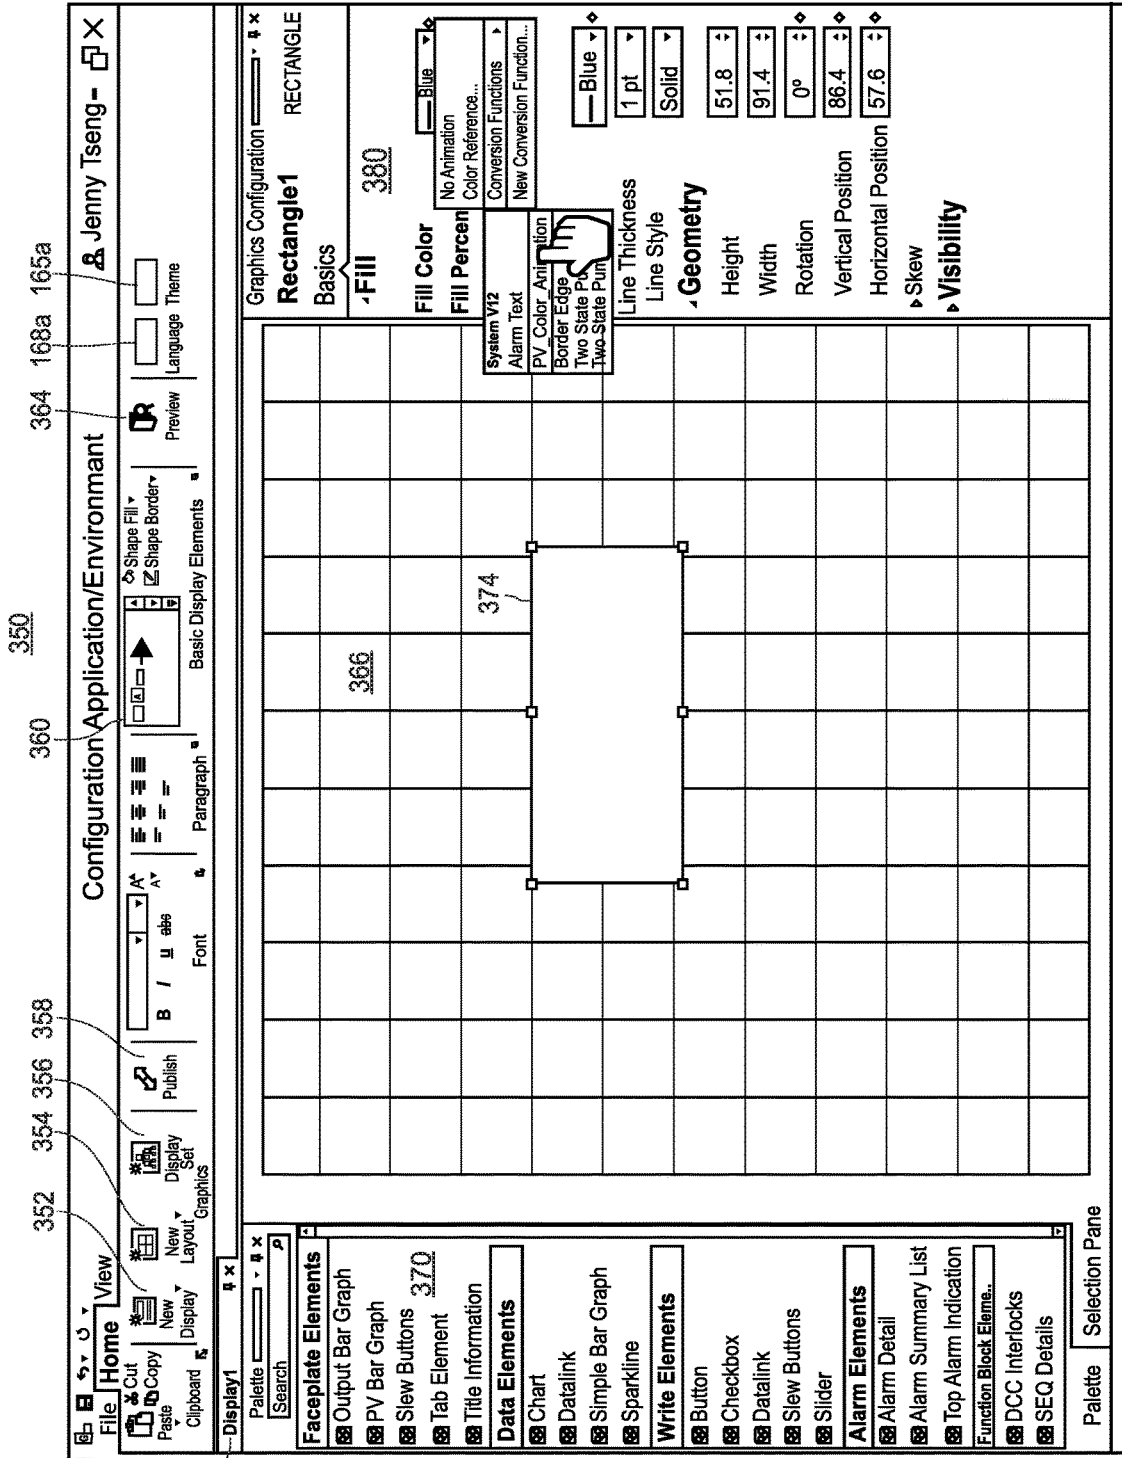 350
352
354
356
358
360
364
168a
165a
Configuration Application/Environmant
Jenny Tseng
File
Home
View
Paste
Cut
Copy
Clipboard
New
Display
New
Layout
Display
Set
Graphics
Publish
B I u abc
A A
Font
Paragraph
A
Shape Fill
Shape Border
Basic Display Elements
Preview
Language
Theme
Display1
Palette
Search
Faceplate Elements
Output Bar Graph
PV Bar Graph
Slew Buttons
370
Tab Element
Title Information
Data Elements
Chart
Datalink
Simple Bar Graph
Sparkline
Write Elements
Button
Checkbox
Datalink
Slew Buttons
Slider
Alarm Elements
Alarm Detail
Alarm Summary List
Top Alarm Indication
Function Block Eleme..
DCC Interlocks
SEQ Details
Palette
Selection Pane
366
374
Graphics Configuration
Rectangle1
RECTANGLE
Basics
Fill
380
Fill Color
Blue
Fill Percen
No Animation
Color Reference...
Conversion Functions
New Conversion Function...
System V12
Alarm Text
PV_Color_Animation
Border Edge
Two State Pu
Two State Pum
Blue
Line Thickness
1 pt
Line Style
Solid
Geometry
Height
51.8
Width
91.4
Rotation
0°
Vertical Position
86.4
Horizontal Position
57.6
Skew
Visibility